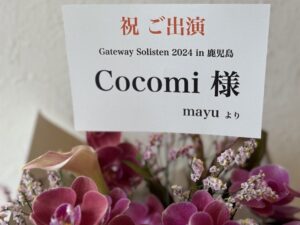 祝 ご出演
Gateway Solisten 2024 in 鹿児島
Cocomi 様
mayu より